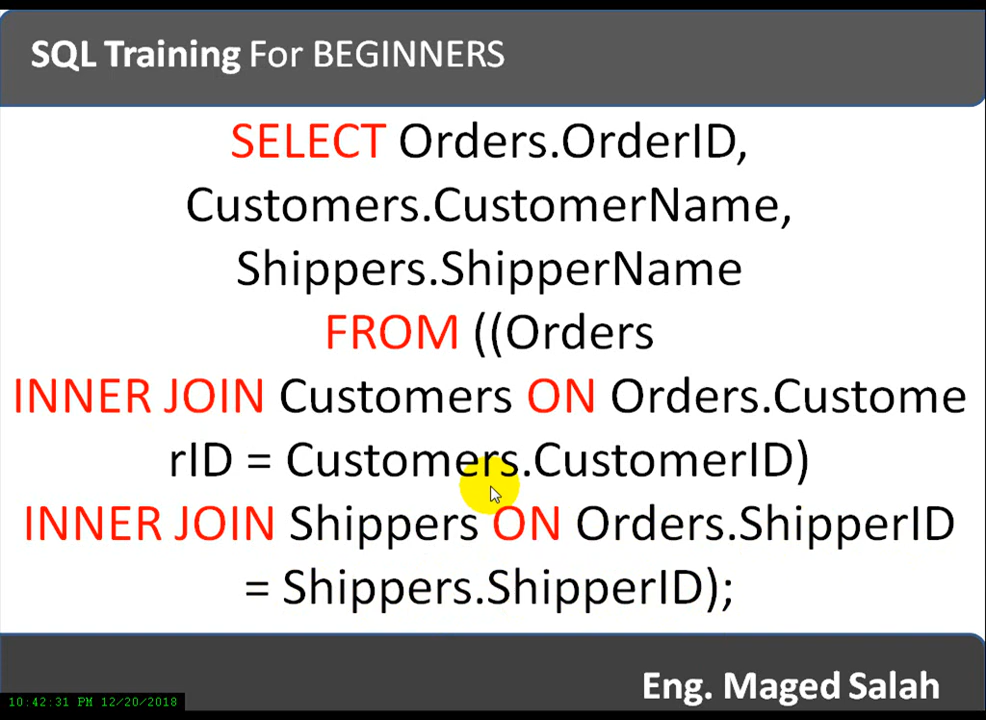 SQL Training For BEGINNERS
SELECT Orders.OrderID,
Customers.CustomerName,
Shippers.ShipperName
FROM ((Orders
INNER JOIN Customers ON Orders.Custome
rID = Customers.CustomerID)
INNER JOIN Shippers ON Orders.ShipperID
= Shippers.ShipperID);
Eng. Maged Salah
10:42:31 PM 12/20/2018